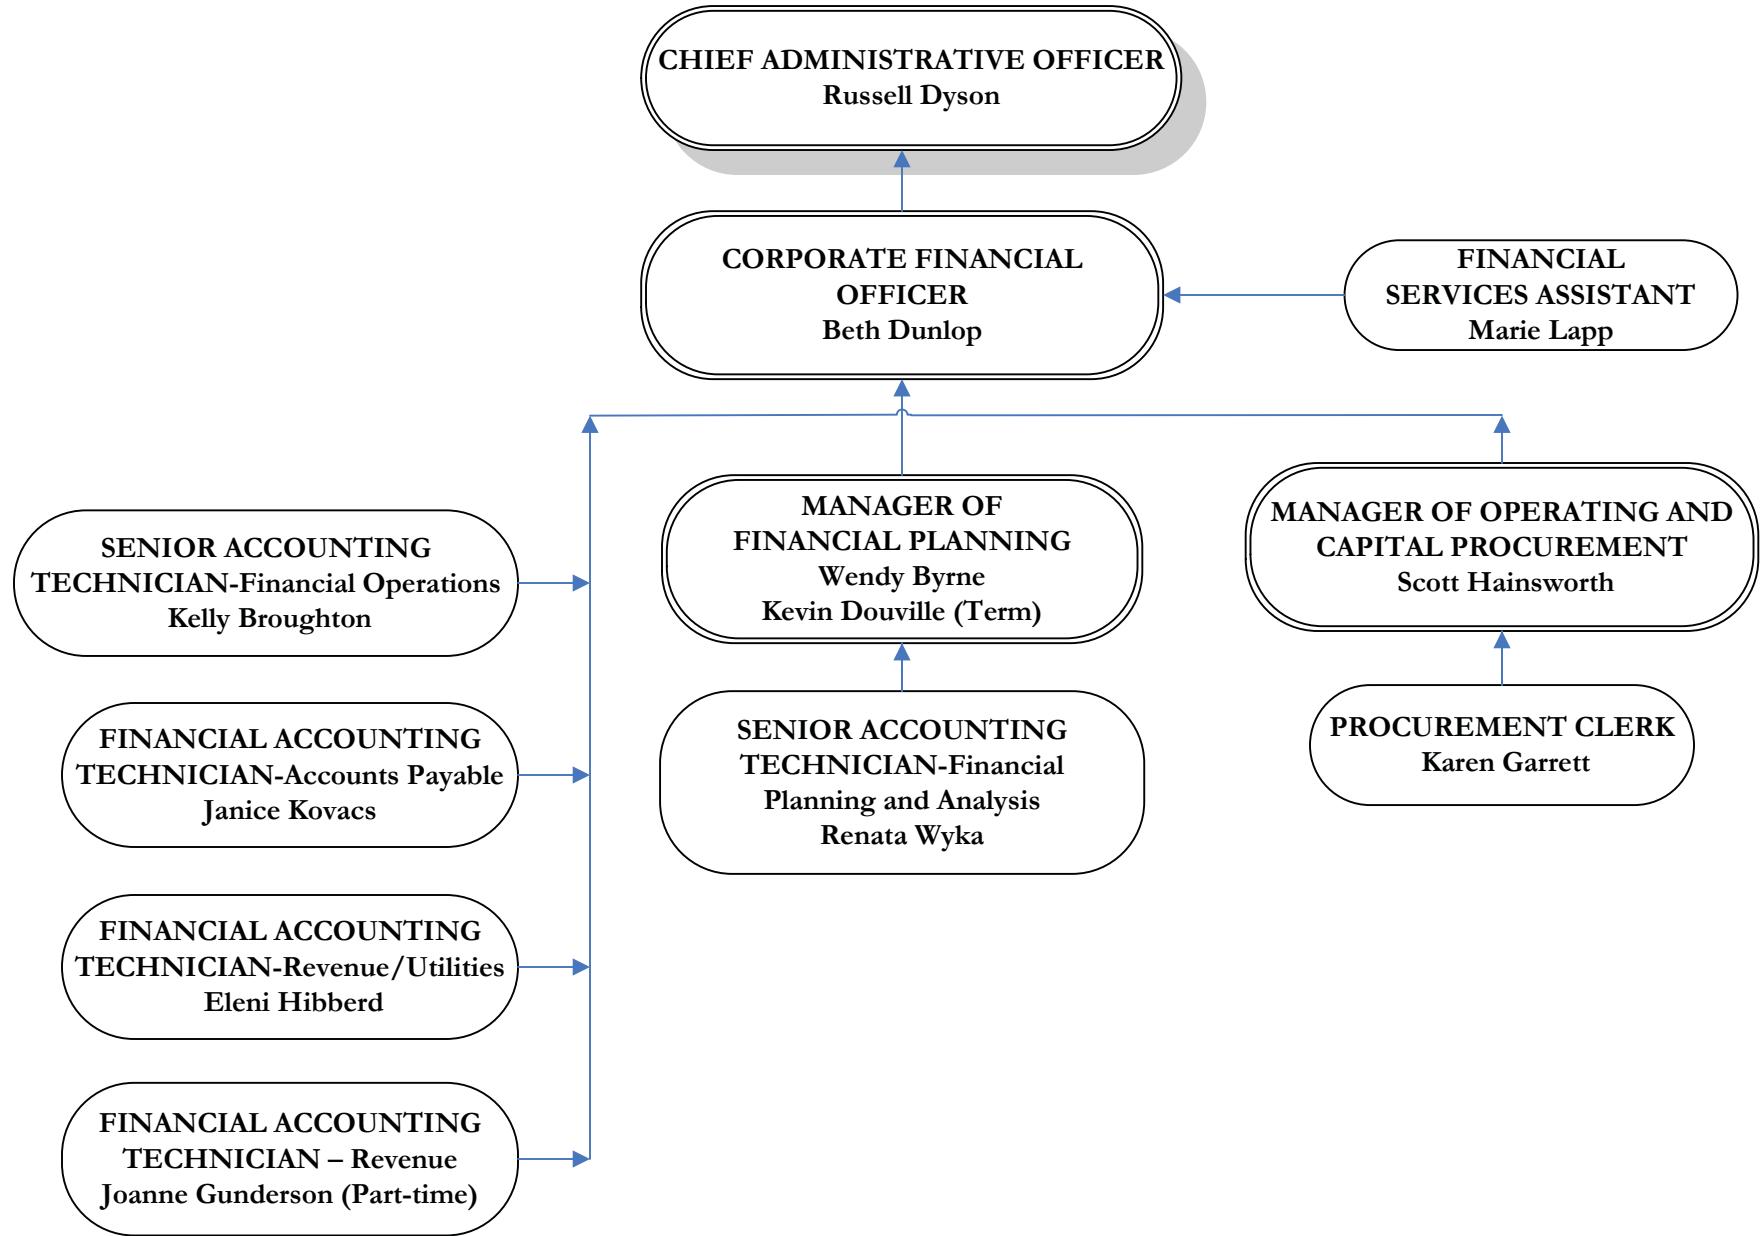 CHIEF ADMINISTRATIVE OFFICER
Russell Dyson
CORPORATE FINANCIAL
OFFICER
Beth Dunlop
FINANCIAL
SERVICES ASSISTANT
Marie Lapp
MANAGER OF
FINANCIAL PLANNING
Wendy Byrne
Kevin Douville (Term)
MANAGER OF OPERATING AND
CAPITAL PROCUREMENT
Scott Hainsworth
SENIOR ACCOUNTING
TECHNICIAN-Financial Operations
Kelly Broughton
FINANCIAL ACCOUNTING
TECHNICIAN-Accounts Payable
Janice Kovacs
SENIOR ACCOUNTING
TECHNICIAN-Financial
Planning and Analysis
Renata Wyka
PROCUREMENT CLERK
Karen Garrett
FINANCIAL ACCOUNTING
TECHNICIAN-Revenue/Utilities
Eleni Hibberd
FINANCIAL ACCOUNTING
TECHNICIAN – Revenue
Joanne Gunderson (Part-time)